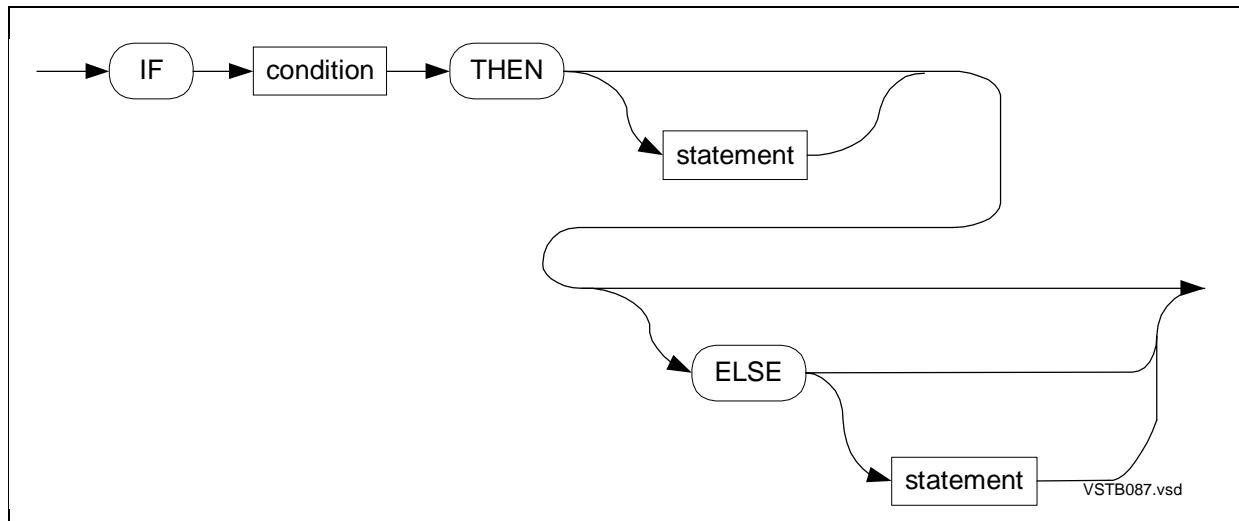 IF condition THEN
statement
ELSE
statement
VSTB087.vsd